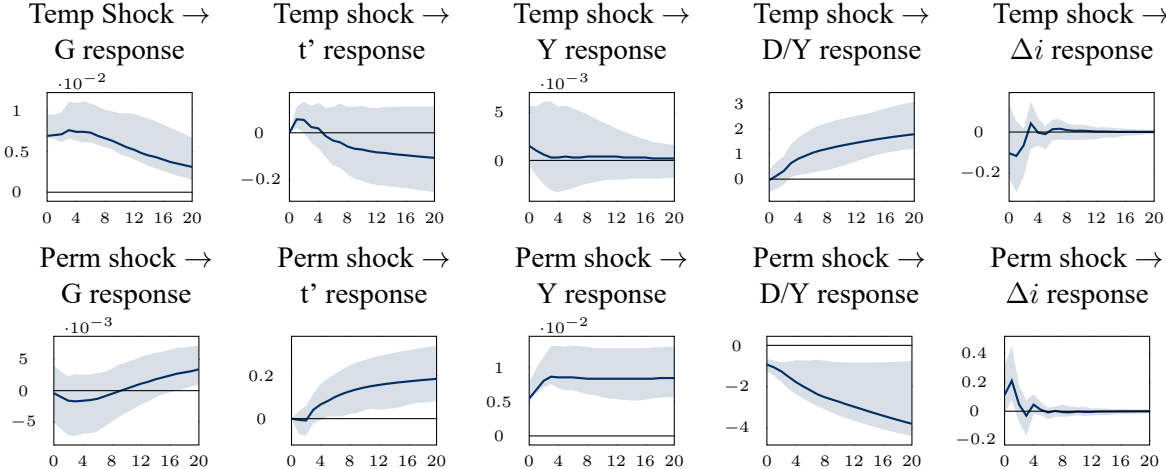 Temp Shock → Temp shock → Temp shock → Temp shock → Temp shock →
G response t’ response Y response D/Y response Δi response
·10−2 ·10−3
1 0.5 0
0 −0.2
5 0
3 2 1 0
0 −0.2
0 4 8 12 16 20 0 4 8 12 16 20 0 4 8 12 16 20 0 4 8 12 16 20 0 4 8 12 16 20
Perm shock → Perm shock → Perm shock → Perm shock → Perm shock →
G response t’ response Y response D/Y response Δi response
·10−3 ·10−2
5 0 −5
0.2 0
1 0.5 0
0 −2 −4
0.4 0.2 0 −0.2
0 4 8 12 16 20 0 4 8 12 16 20 0 4 8 12 16 20 0 4 8 12 16 20 0 4 8 12 16 20